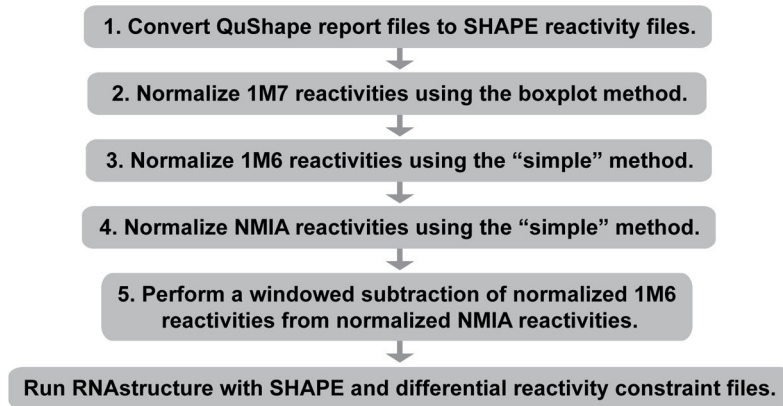 1. Convert QuShape report files to SHAPE reactivity files.
2. Normalize 1M7 reactivities using the boxplot method.
3. Normalize 1M6 reactivities using the “simple” method.
4. Normalize NMIA reactivities using the “simple” method.
5. Perform a windowed subtraction of normalized 1M6
reactivities from normalized NMIA reactivities.
Run RNAstructure with SHAPE and differential reactivity constraint files.